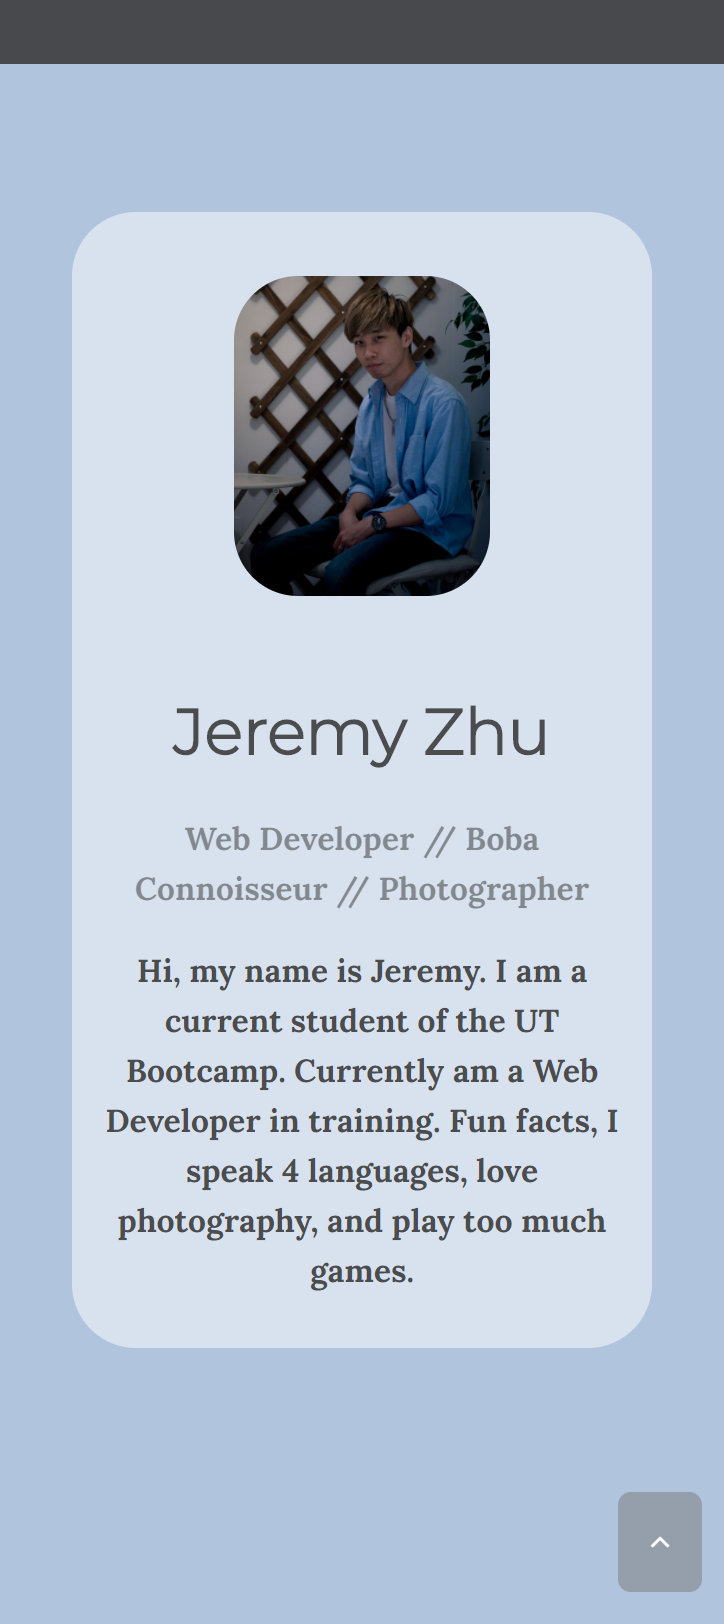 Jeremy Zhu
Web Developer // Boba
Connoisseur // Photographer
Hi, my name is Jeremy. I am a
current student of the UT
Bootcamp. Currently am a Web
Developer in training. Fun facts, I
speak 4 languages, love
photography, and play too much
games.